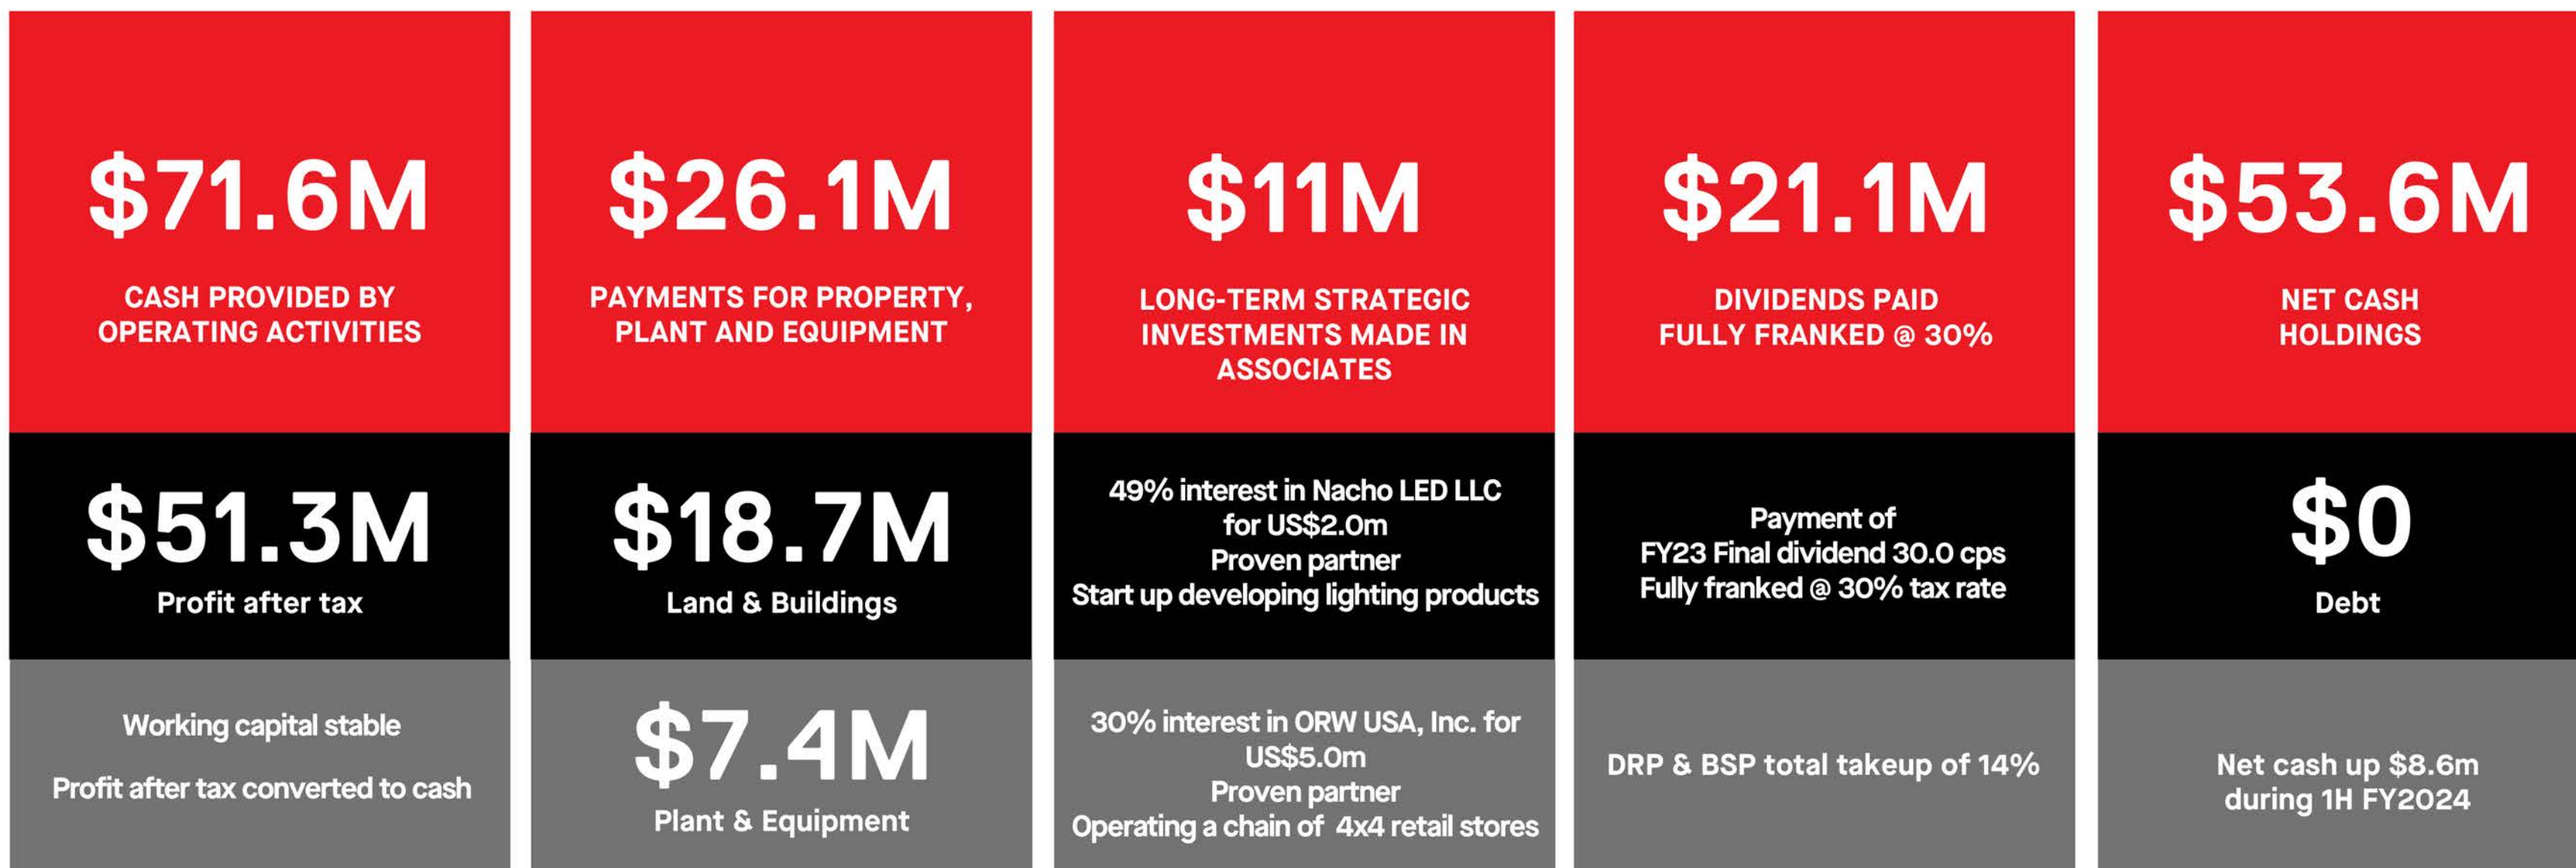 $71.6M
CASH PROVIDED BY
OPERATING ACTIVITIES
$51.3M
Profit after tax
Working capital stable
Profit after tax converted to cash
$26.1M
PAYMENTS FOR PROPERTY,
PLANT AND EQUIPMENT
$18.7M
Land & Buildings
$7.4M
Plant & Equipment
$11M
LONG-TERM STRATEGIC
INVESTMENTS MADE IN
ASSOCIATES
49% interest in Nacho LED LLC
for US$2.0m
Proven partner
Start up developing lighting products
30% interest in ORW USA, Inc. for
US$5.0m
Proven partner
Operating a chain of 4x4 retail stores
$21.1M
DIVIDENDS PAID
FULLY FRANKED @ 30%
Payment of
FY23 Final dividend 30.0 cps
Fully franked @ 30% tax rate
DRP & BSP total takeup of 14%
$53.6M
NET CASH
HOLDINGS
$0
Debt
Net cash up $8.6m
during 1H FY2024